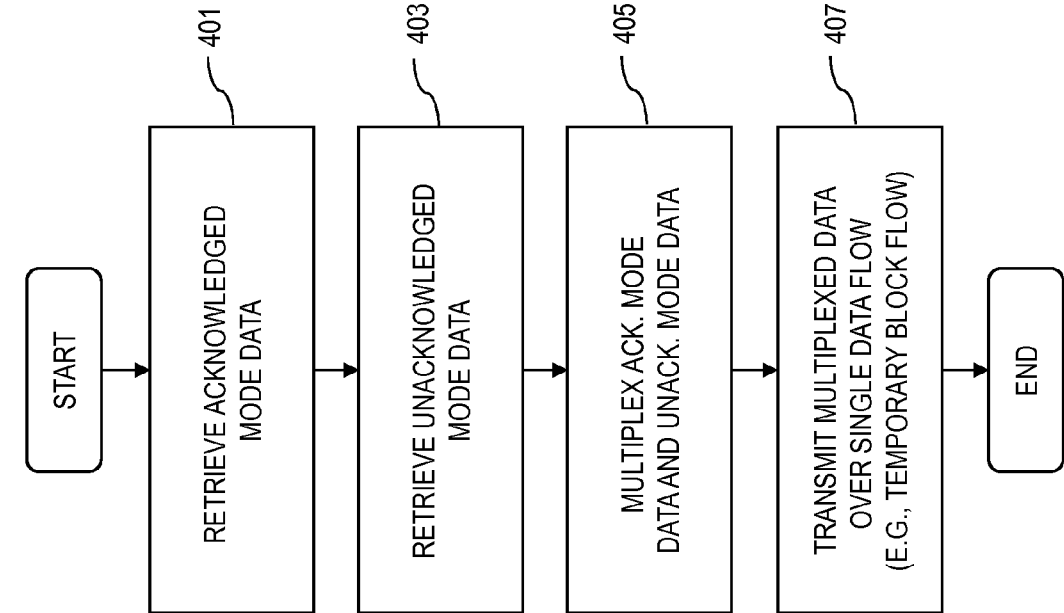 START
RETRIEVE ACKNOWLEDGED
MODE DATA
401
RETRIEVE UNACKNOWLEDGED
MODE DATA
403
MULTIPLEX ACK. MODE
DATA AND UNACK. MODE DATA
405
TRANSMIT MULTIPLEXED DATA
OVER SINGLE DATA FLOW
(E.G., TEMPORARY BLOCK FLOW)
407
END